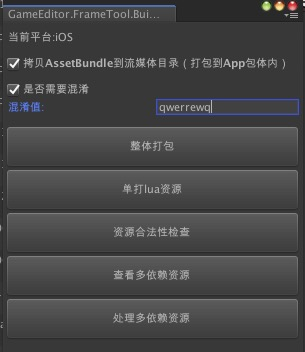 GameEditor.FrameTool.Bui...
当前平台:iOS
拷贝AssetBundle到流媒体目录（打包到App包体内）
是否需要混淆
混淆值: qwerrewq
整体打包
单打lua资源
资源合法性检查
查看多依赖资源
处理多依赖资源